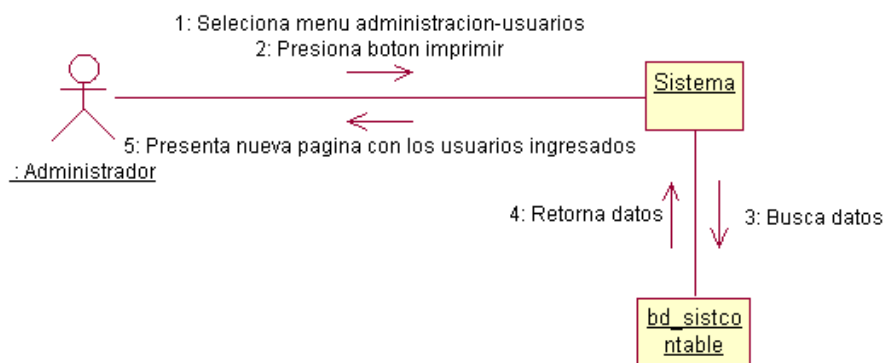 1: Seleciona menu administracion-usuarios
2: Presiona boton imprimir
Sistema
5: Presenta nueva pagina con los usuarios ingresados
: Administrador
4: Retorna datos
3: Busca datos
bd_sistco
ntable